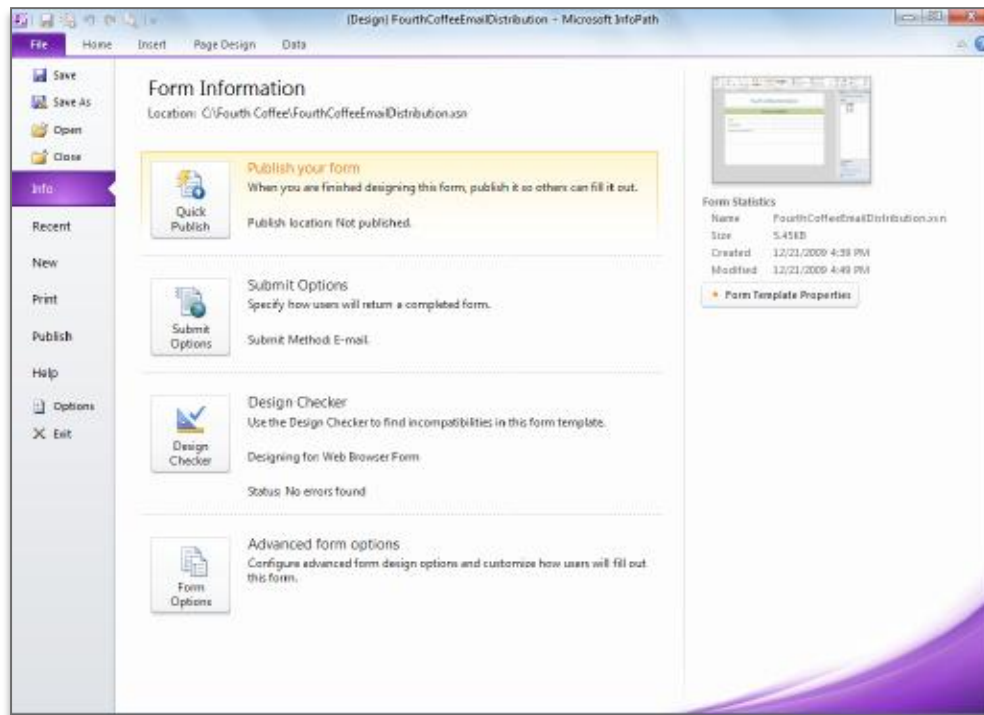 (Design) FourthCoffeeEmailDistribution - Microsoft InfoPath
File Home Insert Page Design Data
Save
Save As
Open
Close
Info
Recent
New
Print
Publish
Help
Options
Exit
Form Information
Location: C:\Fourth Coffee\FourthCoffeeEmailDistribution.xsn
Quick
Publish
Publish your form
When you are finished designing this form, publish it so others can fill it out.
Publish location: Not published.
Submit
Options
Submit Options
Specify how users will return a completed form.
Submit Method: E-mail.
Design
Checker
Design Checker
Use the Design Checker to find incompatibilities in this form template.
Designing for: Web Browser Form
Status: No errors found
Form
Options
Advanced form options
Configure advanced form design options and customize how users will fill out
this form.
Form Statistics
Name FourthCoffeeEmailDistribution.xsn
Size 5.45KB
Created 12/21/2009 4:39 PM
Modified 12/21/2009 4:49 PM
Form Template Properties